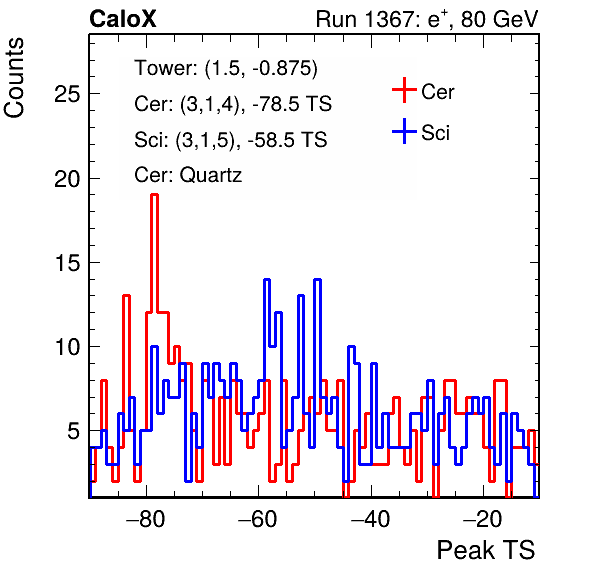 CaloX Run 1367: e⁺, 80 GeV
Counts
Tower: (1.5, -0.875)
Cer: (3,1,4), -78.5 TS
Sci: (3,1,5), -58.5 TS
Cer: Quartz
Cer
Sci
25
20
15
10
5
−80 −60 −40 −20
Peak TS